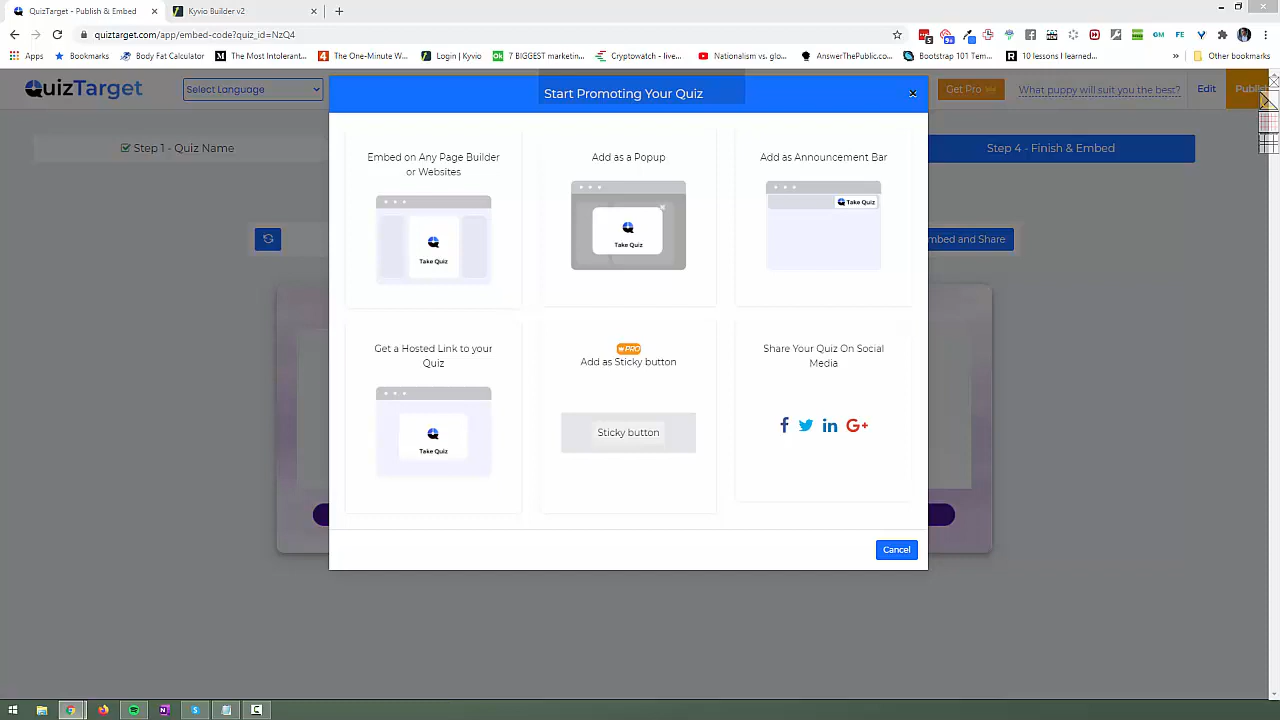 QuizTarget - Publish & Embed
Kyvio Builder v2
quiztarget.com/app/embed-code?quiz_id=NzQ4
Apps
Bookmarks
Body Fat Calculator
The Most Important...
The One-Minute W...
Login | Kyvio
7 BIGGEST marketin...
Cryptowatch - live...
Nationalism vs. glo...
AnswerThePublic.co...
Bootstrap 101 Tem...
10 lessons I learned...
Other bookmarks
QuizTarget
Select Language
Start Promoting Your Quiz
Get Pro
What puppy will suit you the best?
Edit
Publis
Step 1 - Quiz Name
Step 4 - Finish & Embed
mbed and Share
Embed on Any Page Builder
or Websites
Take Quiz
Add as a Popup
Take Quiz
Add as Announcement Bar
Take Quiz
Get a Hosted Link to your
Quiz
Take Quiz
PRO
Add as Sticky button
Sticky button
Share Your Quiz On Social
Media
Cancel